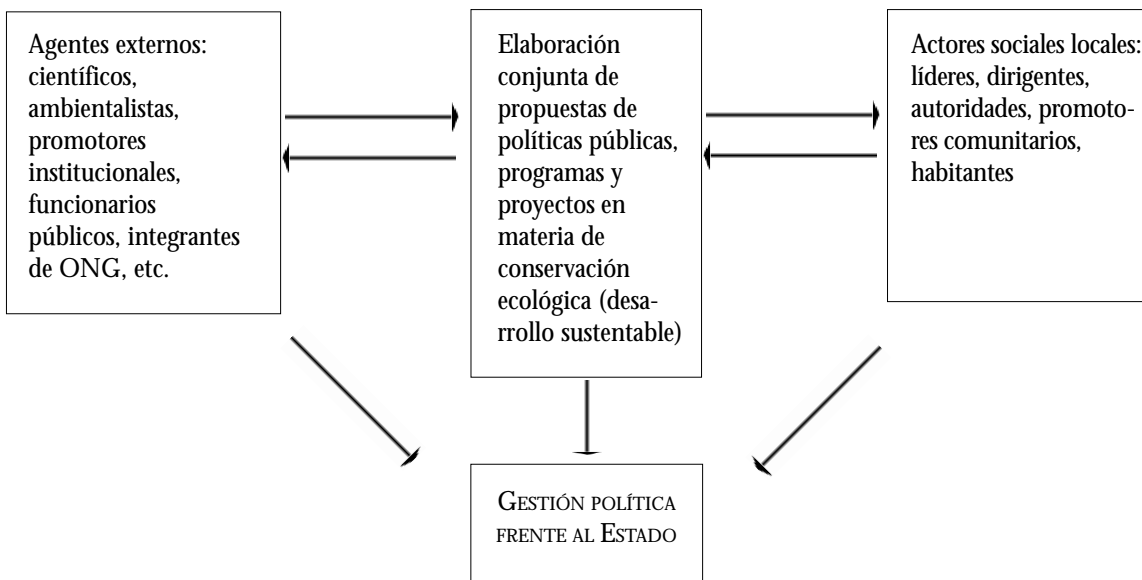 Agentes externos:
científicos,
ambientalistas,
promotores
institucionales,
funcionarios
públicos, integrantes
de ONG, etc.
Elaboración
conjunta de
propuestas de
políticas públicas,
programas y
proyectos en
materia de
conservación
ecológica (desa-
rrollo sustentable)
Actores sociales locales:
líderes, dirigentes,
autoridades, promoto-
res comunitarios,
habitantes
GESTIÓN POLÍTICA
FRENTE AL ESTADO